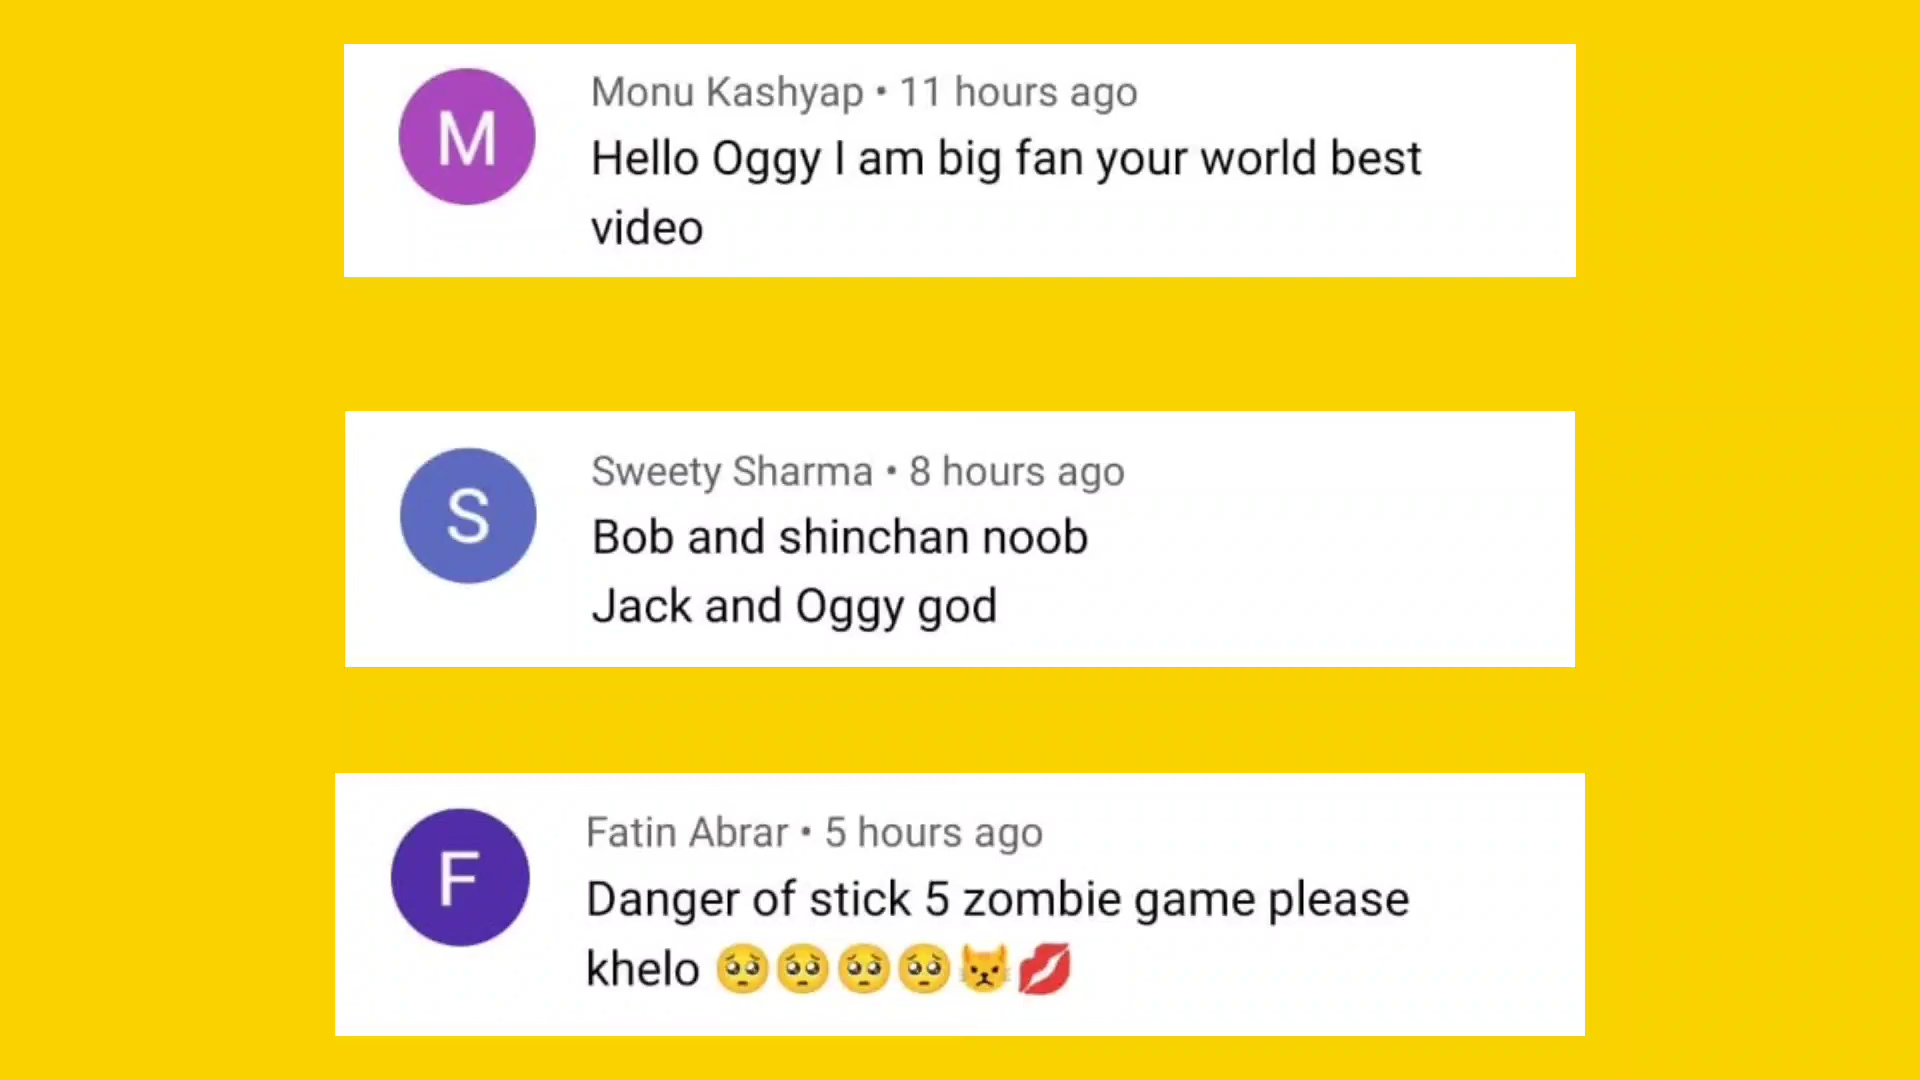 M
Monu Kashyap • 11 hours ago
Hello Oggy I am big fan your world best
video
S
Sweety Sharma • 8 hours ago
Bob and shinchan noob
Jack and Oggy god
F
Fatin Abrar • 5 hours ago
Danger of stick 5 zombie game please
khelo 🥺🥺🥺🥺😾💋